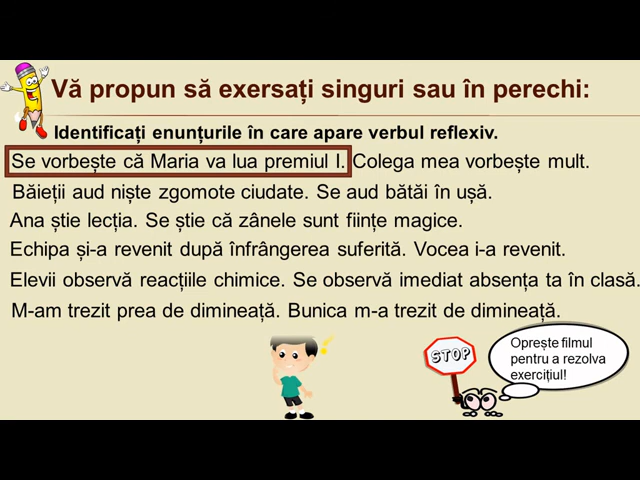 Vă propun să exersați singuri sau în perechi:
Identificați enunțurile în care apare verbul reflexiv.
Se vorbește că Maria va lua premiul I. Colega mea vorbește mult.
Băieții aud niște zgomote ciudate. Se aud bătăi în ușă.
Ana știe lecția. Se știe că zânele sunt ființe magice.
Echipa și-a revenit după înfrângerea suferită. Vocea i-a revenit.
Elevii observă reacțiile chimice. Se observă imediat absența ta în clasă.
M-am trezit prea de dimineață. Bunica m-a trezit de dimineață.
STOP
Oprește filmul
pentru a rezolva
exercițiul!